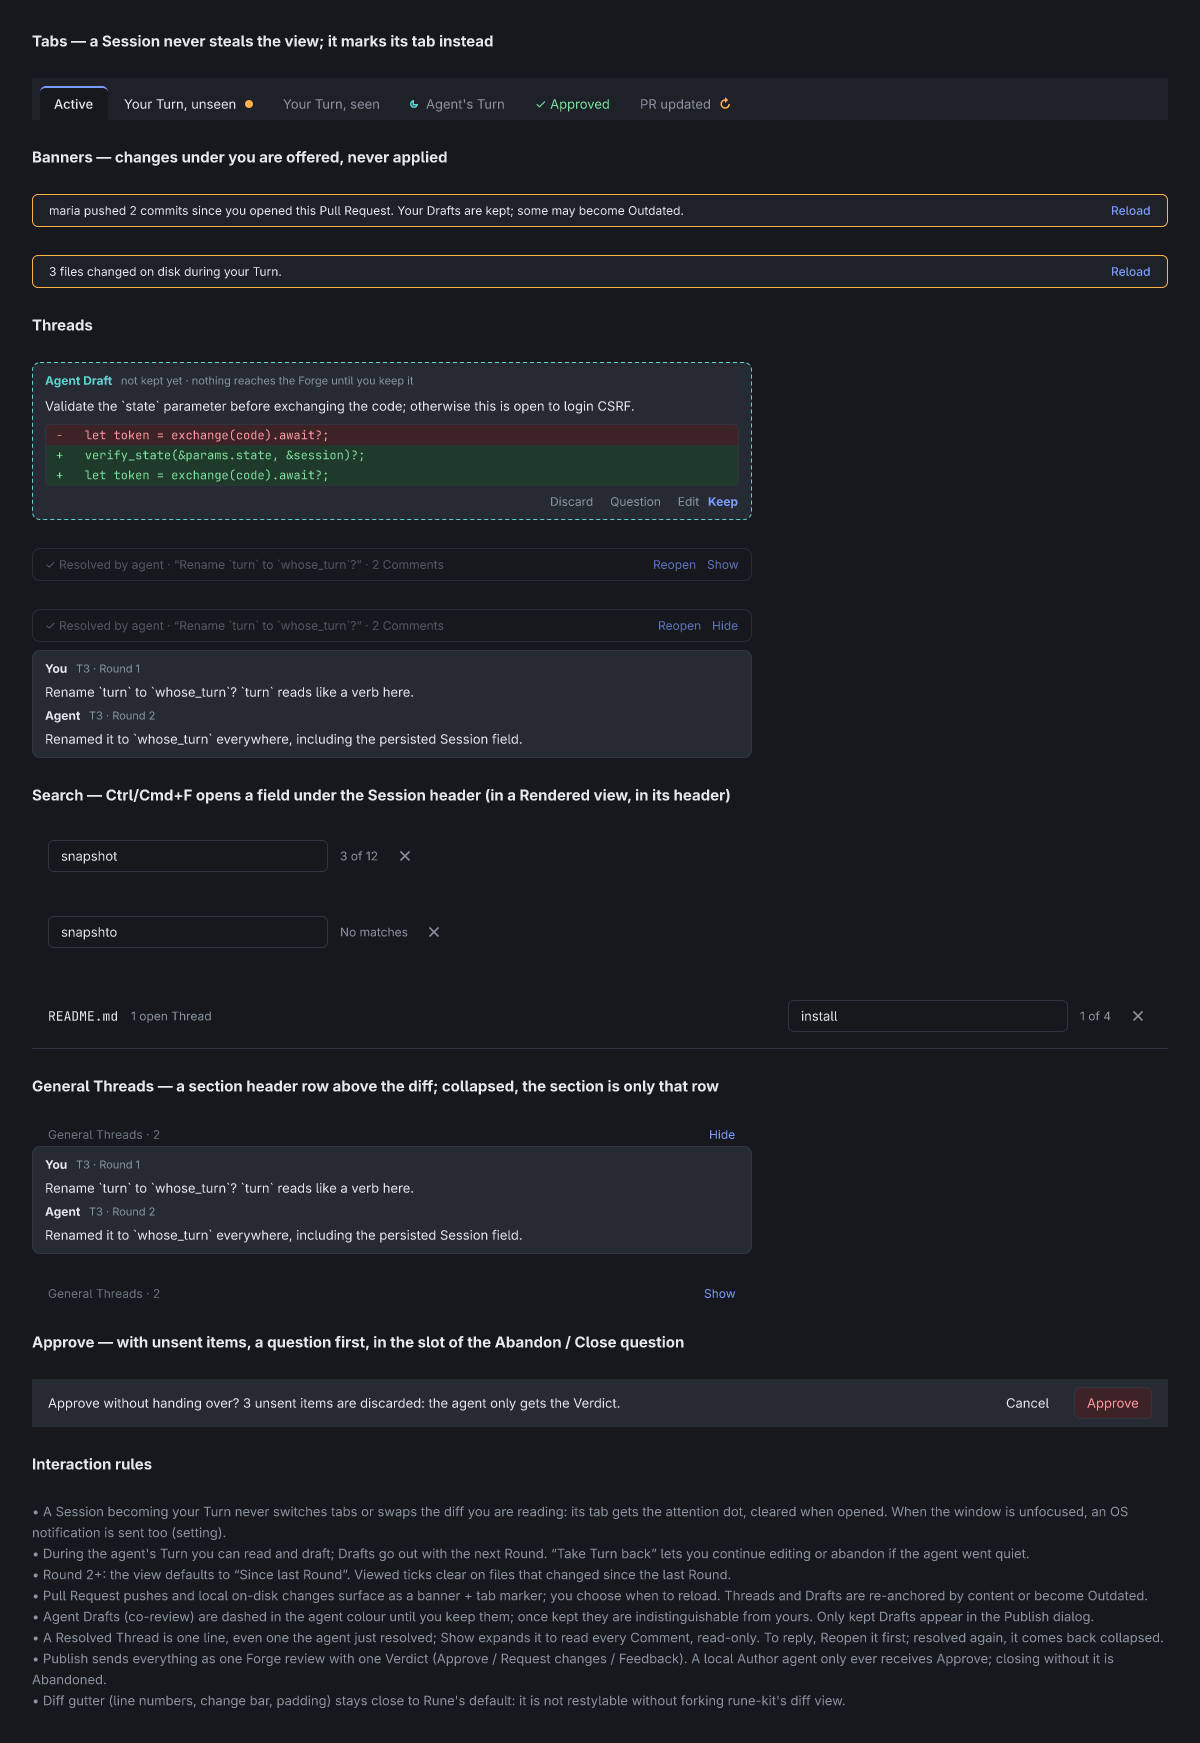 Tabs — a Session never steals the view; it marks its tab instead
Active
Your Turn, unseen
Your Turn, seen
Agent's Turn
✓ Approved
PR updated
Banners — changes under you are offered, never applied
maria pushed 2 commits since you opened this Pull Request. Your Drafts are kept; some may become Outdated.
Reload
3 files changed on disk during your Turn.
Reload
Threads
Agent Draft not kept yet · nothing reaches the Forge until you keep it
Validate the `state` parameter before exchanging the code; otherwise this is open to login CSRF.
- let token = exchange(code).await?;
+ verify_state(&params.state, &session)?;
+ let token = exchange(code).await?;
Discard Question Edit Keep
✓ Resolved by agent · “Rename `turn` to `whose_turn`?” · 2 Comments
Reopen Show
✓ Resolved by agent · “Rename `turn` to `whose_turn`?” · 2 Comments
Reopen Hide
You T3 · Round 1
Rename `turn` to `whose_turn`? `turn` reads like a verb here.
Agent T3 · Round 2
Renamed it to `whose_turn` everywhere, including the persisted Session field.
Search — Ctrl/Cmd+F opens a field under the Session header (in a Rendered view, in its header)
snapshot 3 of 12 ✕
snapshto No matches ✕
README.md 1 open Thread
install 1 of 4 ✕
General Threads — a section header row above the diff; collapsed, the section is only that row
General Threads · 2
Hide
You T3 · Round 1
Rename `turn` to `whose_turn`? `turn` reads like a verb here.
Agent T3 · Round 2
Renamed it to `whose_turn` everywhere, including the persisted Session field.
General Threads · 2
Show
Approve — with unsent items, a question first, in the slot of the Abandon / Close question
Approve without handing over? 3 unsent items are discarded: the agent only gets the Verdict.
Cancel Approve
Interaction rules
• A Session becoming your Turn never switches tabs or swaps the diff you are reading: its tab gets the attention dot, cleared when opened. When the window is unfocused, an OS
notification is sent too (setting).
• During the agent's Turn you can read and draft; Drafts go out with the next Round. “Take Turn back” lets you continue editing or abandon if the agent went quiet.
• Round 2+: the view defaults to “Since last Round”. Viewed ticks clear on files that changed since the last Round.
• Pull Request pushes and local on-disk changes surface as a banner + tab marker; you choose when to reload. Threads and Drafts are re-anchored by content or become Outdated.
• Agent Drafts (co-review) are dashed in the agent colour until you keep them; once kept they are indistinguishable from yours. Only kept Drafts appear in the Publish dialog.
• A Resolved Thread is one line, even one the agent just resolved; Show expands it to read every Comment, read-only. To reply, Reopen it first; resolved again, it comes back collapsed.
• Publish sends everything as one Forge review with one Verdict (Approve / Request changes / Feedback). A local Author agent only ever receives Approve; closing without it is
Abandoned.
• Diff gutter (line numbers, change bar, padding) stays close to Rune's default: it is not restylable without forking rune-kit's diff view.